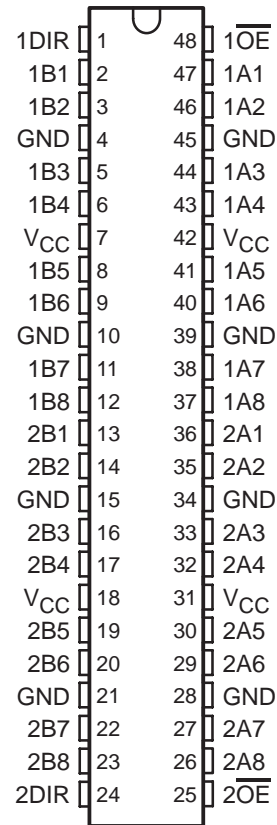 1DIR 1 48 1O̅E̅
1B1 2 47 1A1
1B2 3 46 1A2
GND 4 45 GND
1B3 5 44 1A3
1B4 6 43 1A4
VCC 7 42 VCC
1B5 8 41 1A5
1B6 9 40 1A6
GND 10 39 GND
1B7 11 38 1A7
1B8 12 37 1A8
2B1 13 36 2A1
2B2 14 35 2A2
GND 15 34 GND
2B3 16 33 2A3
2B4 17 32 2A4
VCC 18 31 VCC
2B5 19 30 2A5
2B6 20 29 2A6
GND 21 28 GND
2B7 22 27 2A7
2B8 23 26 2A8
2DIR 24 25 2O̅E̅